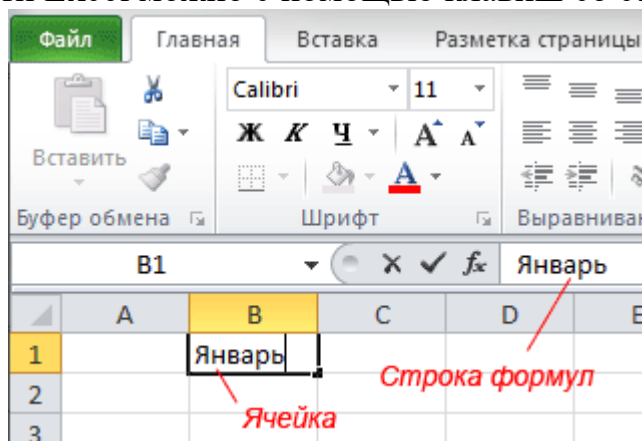 Файл Главная Вставка Разметка страницы
Calibri 11
Ж К Ч А А
Вставить А
Буфер обмена Шрифт
B1 fx Январь
A B C D E
1 Январь
2 Строка формул
Ячейка
3